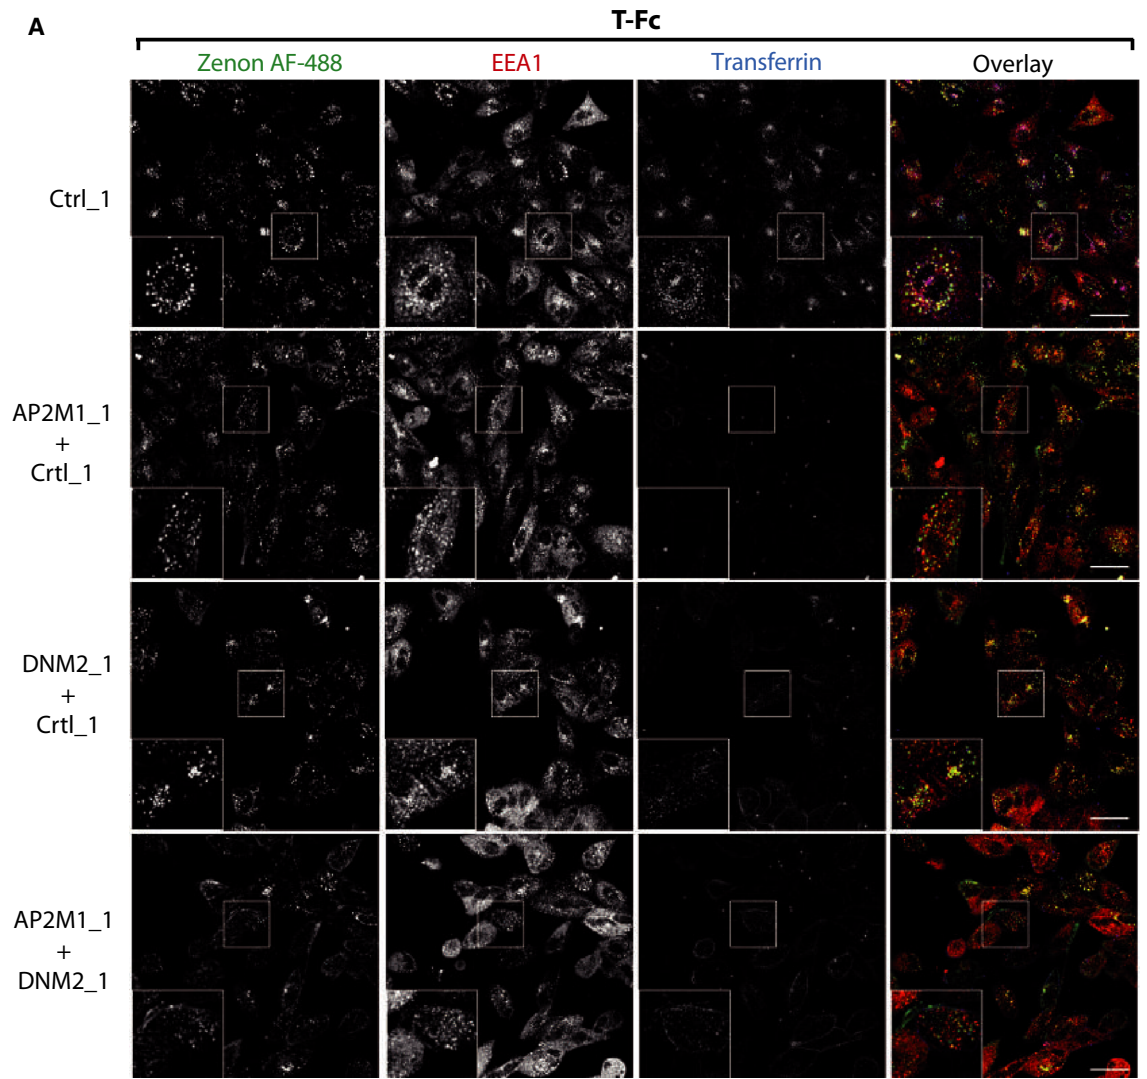 A
T-Fc
Zenon AF-488 EEA1 Transferrin Overlay
Ctrl_1
AP2M1_1
+
Crtl_1
DNM2_1
+
Crtl_1
AP2M1_1
+
DNM2_1